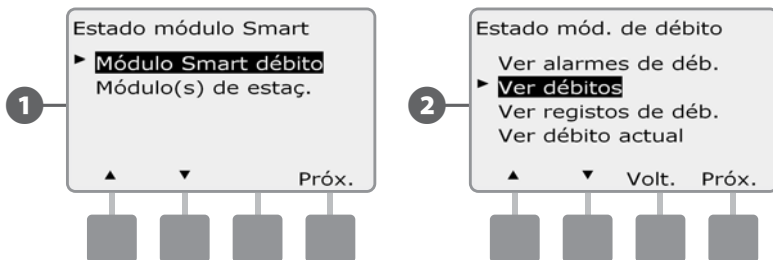 1
Estado módulo Smart
Módulo Smart débito
Módulo(s) de estaç.
Próx.
2
Estado mód. de débito
Ver alarmes de déb.
Ver débitos
Ver registos de déb.
Ver débito actual
Volt. Próx.